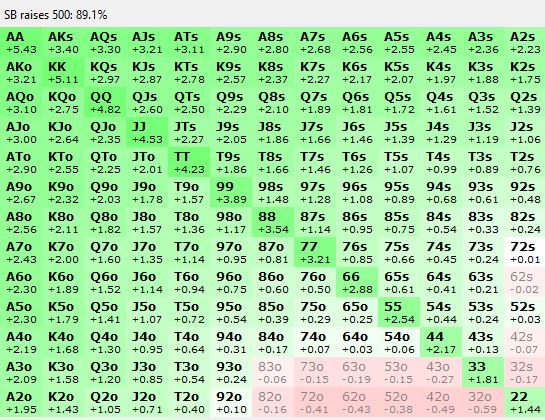 SB raises 500: 89.1%
AA AKs AQs AJs ATs A9s A8s A7s A6s A5s A4s A3s A2s
+5.43 +3.40 +3.30 +3.21 +3.11 +2.90 +2.80 +2.68 +2.56 +2.55 +2.45 +2.36 +2.23
AKo KK KQs KJs KTs K9s K8s K7s K6s K5s K4s K3s K2s
+3.21 +5.11 +2.97 +2.87 +2.78 +2.57 +2.37 +2.27 +2.17 +2.07 +1.97 +1.88 +1.75
AQo KQo QQ QJs QTs Q9s Q8s Q7s Q6s Q5s Q4s Q3s Q2s
+3.10 +2.75 +4.82 +2.60 +2.50 +2.29 +2.10 +1.89 +1.81 +1.72 +1.61 +1.52 +1.39
AJo KJo QJo JJ JTs J9s J8s J7s J6s J5s J4s J3s J2s
+3.00 +2.64 +2.35 +4.53 +2.27 +2.05 +1.86 +1.66 +1.46 +1.39 +1.29 +1.19 +1.06
ATo KTo QTo JTo TT T9s T8s T7s T6s T5s T4s T3s T2s
+2.90 +2.55 +2.25 +2.01 +4.23 +1.86 +1.66 +1.46 +1.26 +1.07 +0.99 +0.89 +0.76
A9o K9o Q9o J9o T9o 99 98s 97s 96s 95s 94s 93s 92s
+2.67 +2.32 +2.03 +1.78 +1.57 +3.89 +1.48 +1.28 +1.08 +0.89 +0.68 +0.61 +0.48
A8o K8o Q8o J8o T8o 98o 88 87s 86s 85s 84s 83s 82s
+2.56 +2.11 +1.82 +1.57 +1.36 +1.17 +3.54 +1.14 +0.95 +0.75 +0.54 +0.33 +0.24
A7o K7o Q7o J7o T7o 97o 87o 77 76s 75s 74s 73s 72s
+2.43 +2.00 +1.60 +1.35 +1.14 +0.95 +0.81 +3.21 +0.85 +0.66 +0.45 +0.24 +0.01
A6o K6o Q6o J6o T6o 96o 86o 76o 66 65s 64s 63s 62s
+2.30 +1.89 +1.52 +1.14 +0.94 +0.75 +0.60 +0.50 +2.88 +0.61 +0.41 +0.21 -0.02
A5o K5o Q5o J5o T5o 95o 85o 75o 65o 55 54s 53s 52s
+2.30 +1.79 +1.41 +1.07 +0.72 +0.54 +0.39 +0.29 +0.25 +2.54 +0.44 +0.24 +0.03
A4o K4o Q4o J4o T4o 94o 84o 74o 64o 54o 44 43s 42s
+2.19 +1.68 +1.30 +0.95 +0.64 +0.31 +0.17 +0.07 +0.03 +0.06 +2.17 +0.13 -0.07
A3o K3o Q3o J3o T3o 93o 83o 73o 63o 53o 43o 33 32s
+2.09 +1.58 +1.20 +0.85 +0.54 +0.24 -0.06 -0.15 -0.19 -0.15 -0.27 +1.81 -0.17
A2o K2o Q2o J2o T2o 92o 82o 72o 62o 52o 42o 32o 22
+1.95 +1.43 +1.05 +0.71 +0.40 +0.10 -0.16 -0.41 -0.43 -0.38 -0.49 -0.59 +1.44